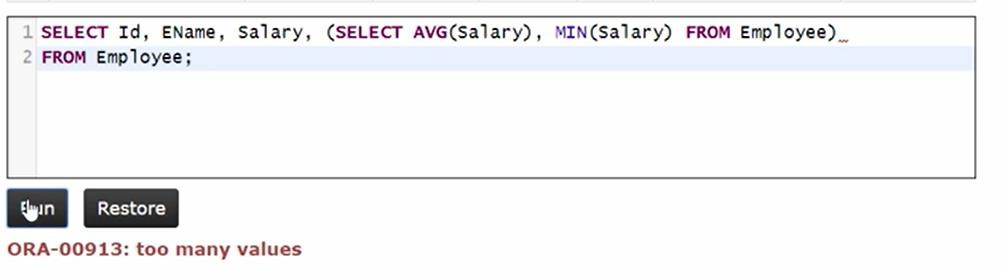 1 SELECT Id, EName, Salary, (SELECT AVG(Salary), MIN(Salary) FROM Employee)
2 FROM Employee;
Restore
ORA-00913: too many values